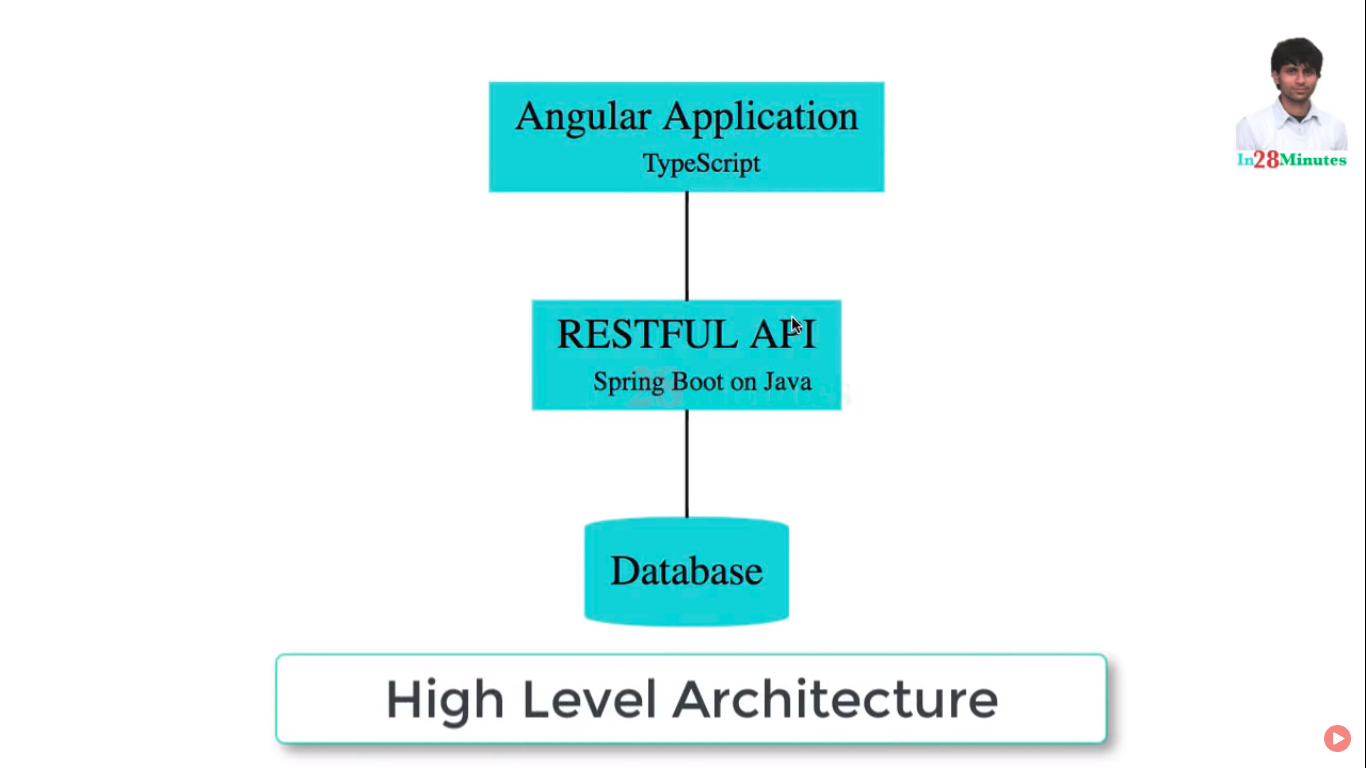 Angular Application
TypeScript
In28Minutes
RESTFUL API
Spring Boot on Java
Database
High Level Architecture